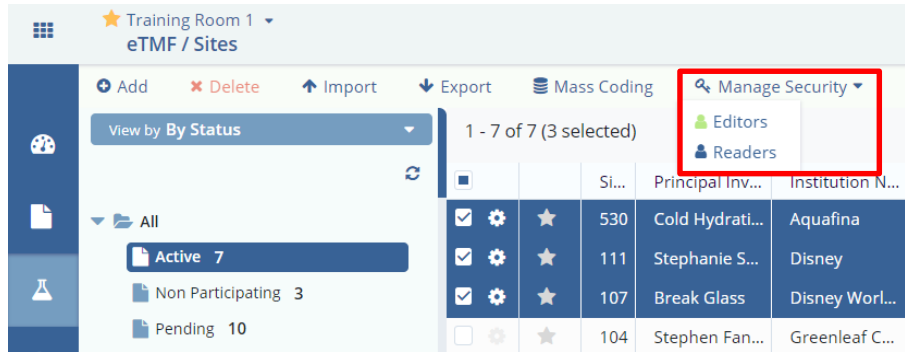 Training Room 1
eTMF / Sites
Add Delete Import Export Mass Coding Manage Security
Editors
Readers
View by By Status
1 - 7 of 7 (3 selected)
Si... Principal Inv... Institution N...
All
Active 7
Non Participating 3
Pending 10
530 Cold Hydrati... Aquafina
111 Stephanie S... Disney
107 Break Glass Disney Worl...
104 Stephen Fan... Greenleaf C...